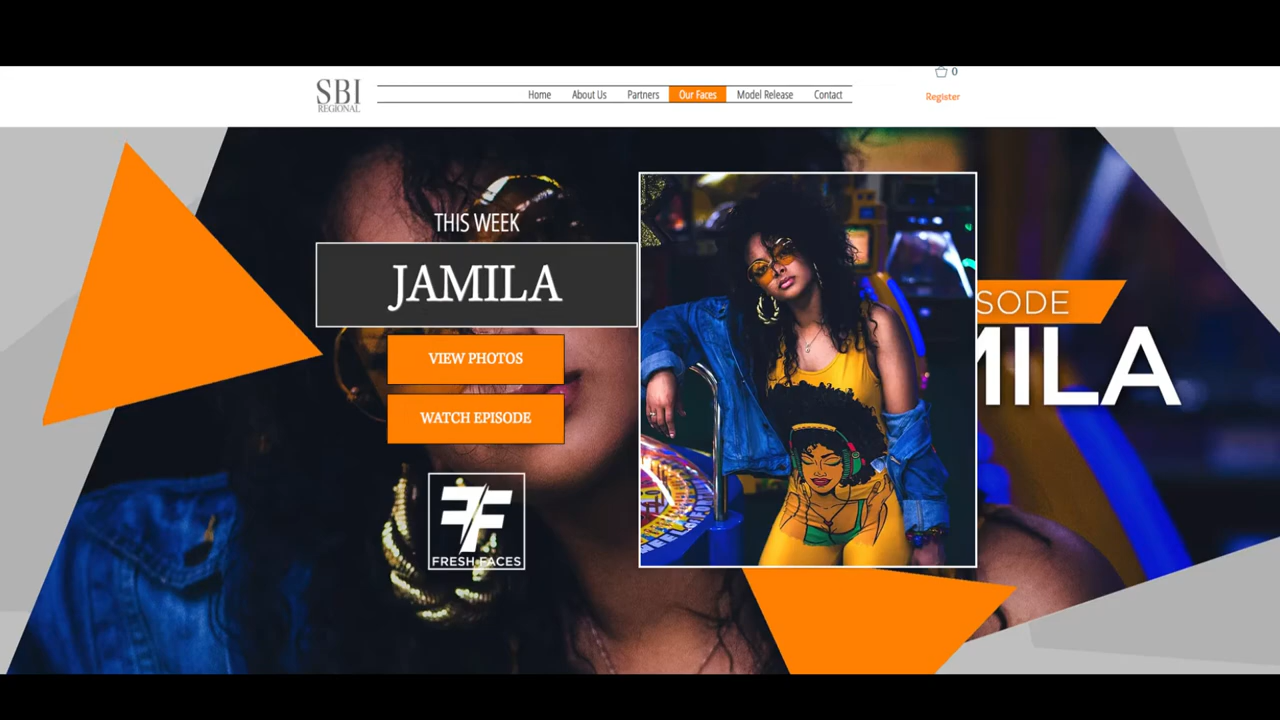 SBI
REGIONAL
Home
About Us
Partners
Our Faces
Model Release
Contact
0
Register
THIS WEEK
JAMILA
VIEW PHOTOS
WATCH EPISODE
FF
FRESH FACES
SODE
MILA